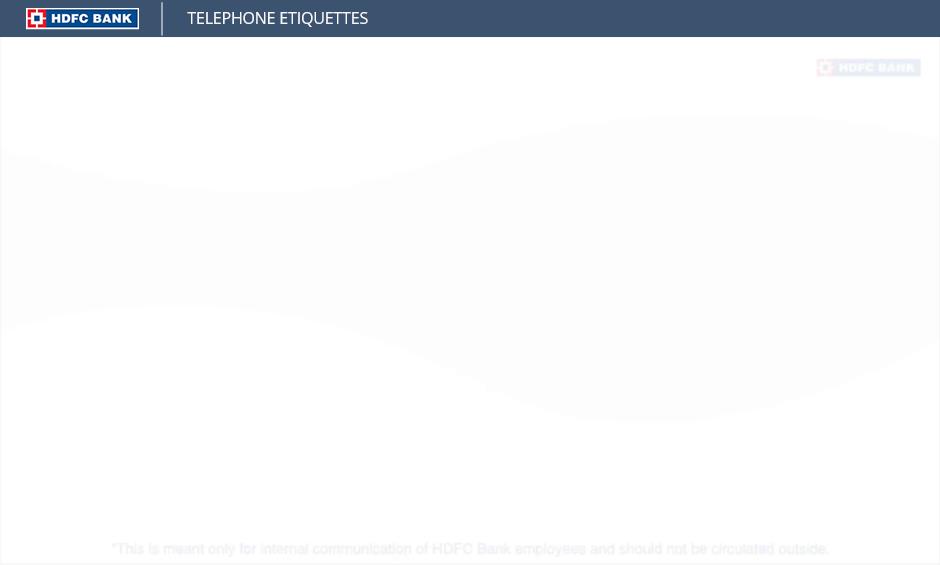 HDFC BANK
TELEPHONE ETIQUETTES
HDFC BANK
"This is meant only for internal communication of HDFC Bank employees and should not be circulated outside.